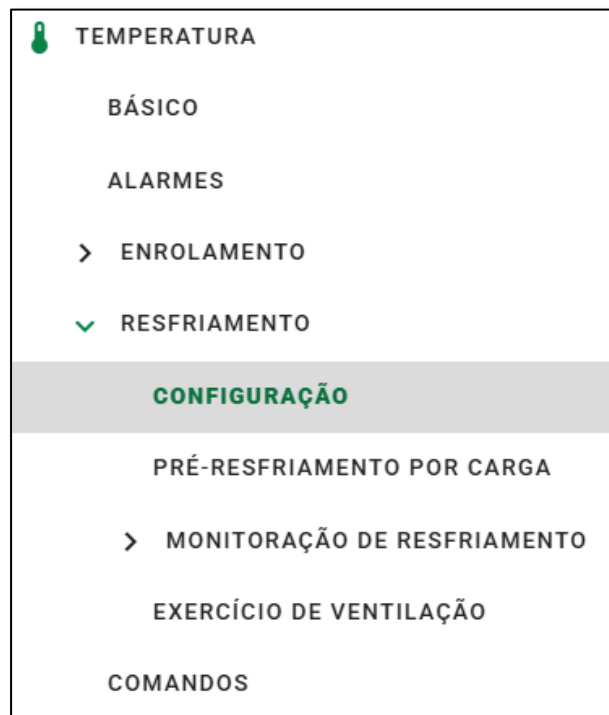 TEMPERATURA
BÁSICO
ALARMES
ENROLAMENTO
RESFRIAMENTO
CONFIGURAÇÃO
PRÉ-RESFRIAMENTO POR CARGA
MONITORAÇÃO DE RESFRIAMENTO
EXERCÍCIO DE VENTILAÇÃO
COMANDOS